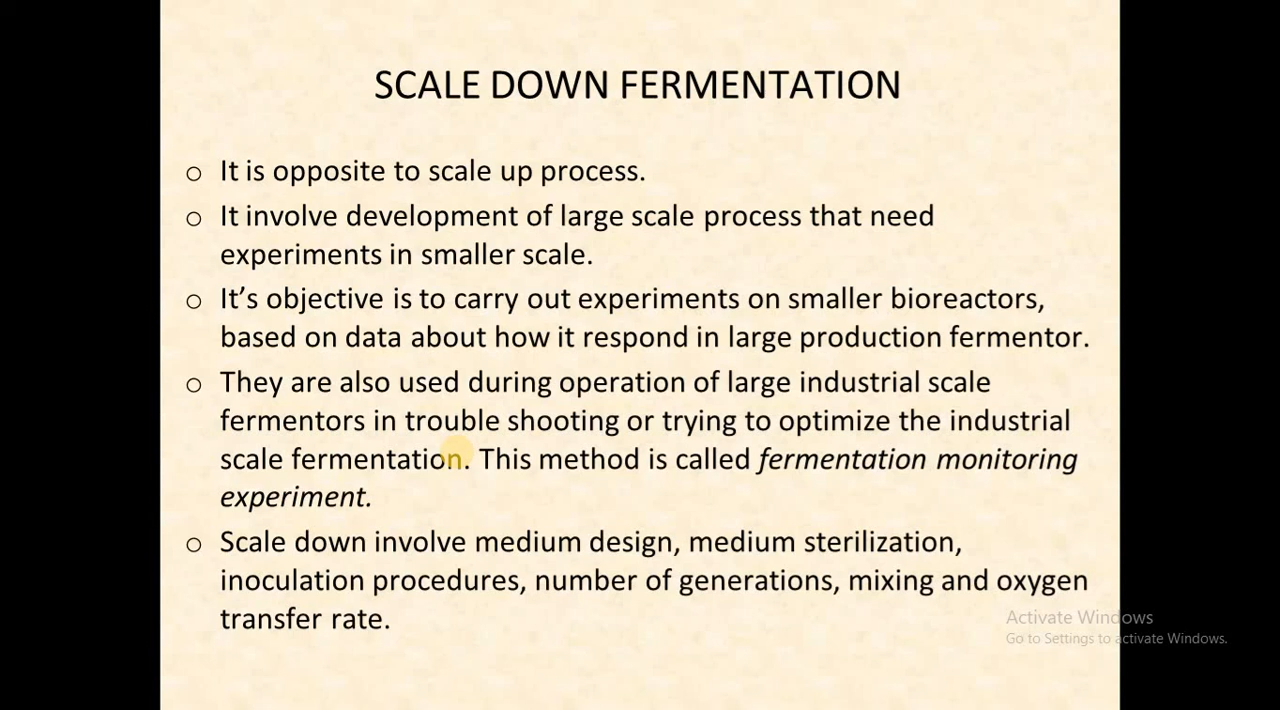 SCALE DOWN FERMENTATION
o It is opposite to scale up process.
o It involve development of large scale process that need
experiments in smaller scale.
o It’s objective is to carry out experiments on smaller bioreactors,
based on data about how it respond in large production fermentor.
o They are also used during operation of large industrial scale
fermentors in trouble shooting or trying to optimize the industrial
scale fermentation. This method is called fermentation monitoring
experiment.
o Scale down involve medium design, medium sterilization,
inoculation procedures, number of generations, mixing and oxygen
transfer rate.
Activate Windows
Go to Settings to activate Windows.